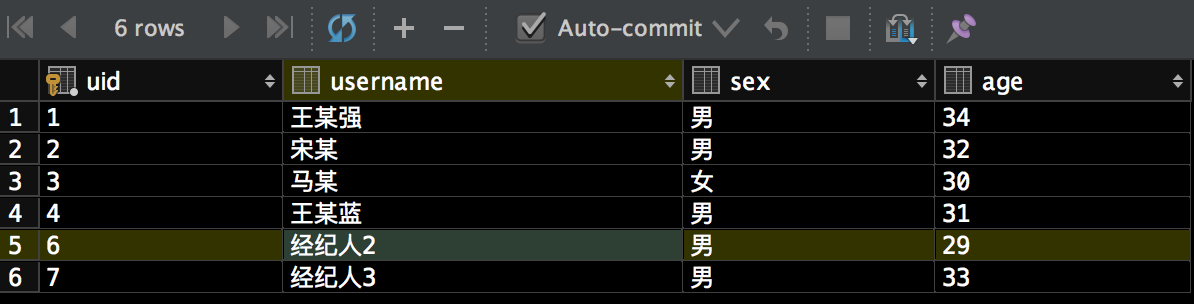 6 rows Auto-commit
uid username sex age
1 1 王某强 男 34
2 2 宋某 男 32
3 3 马某 女 30
4 4 王某蓝 男 31
5 6 经纪人2 男 29
6 7 经纪人3 男 33